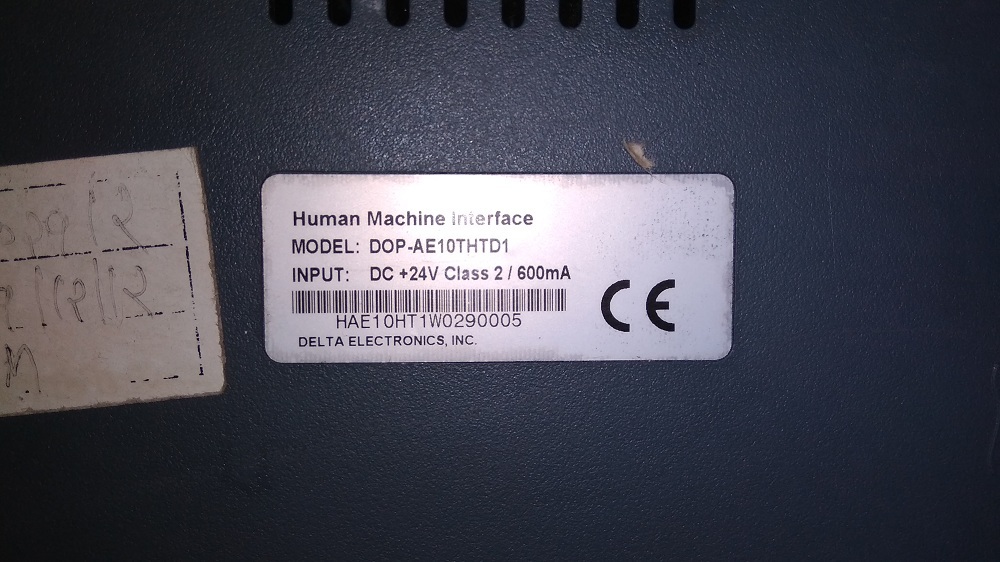 Human Machine Interface
MODEL: DOP-AE10THTD1
INPUT: DC +24V Class 2 / 600mA
HAE10HT1W0290005
DELTA ELECTRONICS, INC.
CE